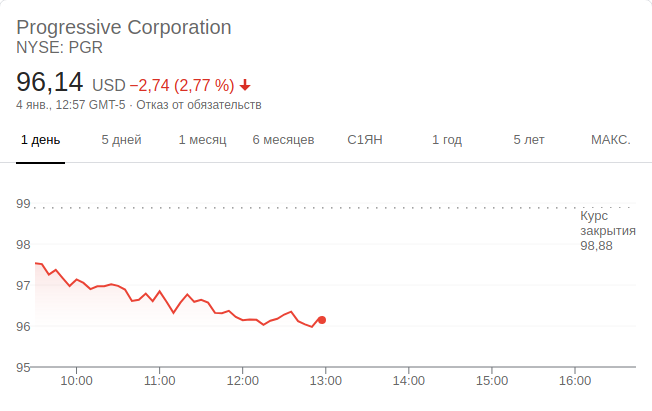 Progressive Corporation
NYSE: PGR
96,14 USD −2,74 (2,77 %)
4 янв., 12:57 GMT-5 · Отказ от обязательств
1 день 5 дней 1 месяц 6 месяцев С1ЯН 1 год 5 лет МАКС.
99
Курс
закрытия
98,88
98
97
96
95
10:00 11:00 12:00 13:00 14:00 15:00 16:00